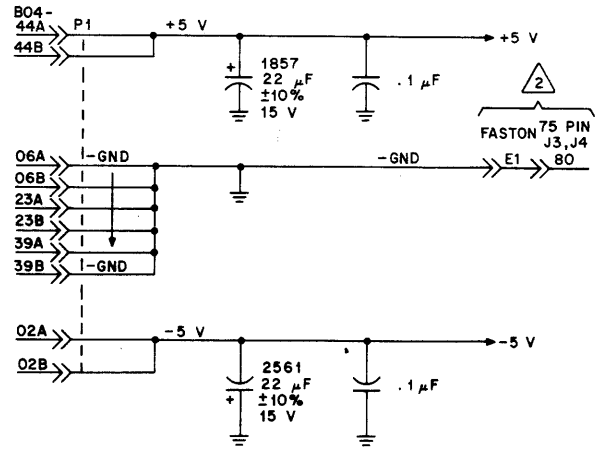 B04-
44A P1 +5 V
44B
+5 V
+ 1857
22 µF
±10%
15 V
.1 µF
2
FASTON 75 PIN
J3,J4
06A -GND -GND E1 80
06B
23A
23B
39A
39B -GND
02A -5 V
-5 V
02B
2561
22 µF
±10%
+ 15 V
.1 µF